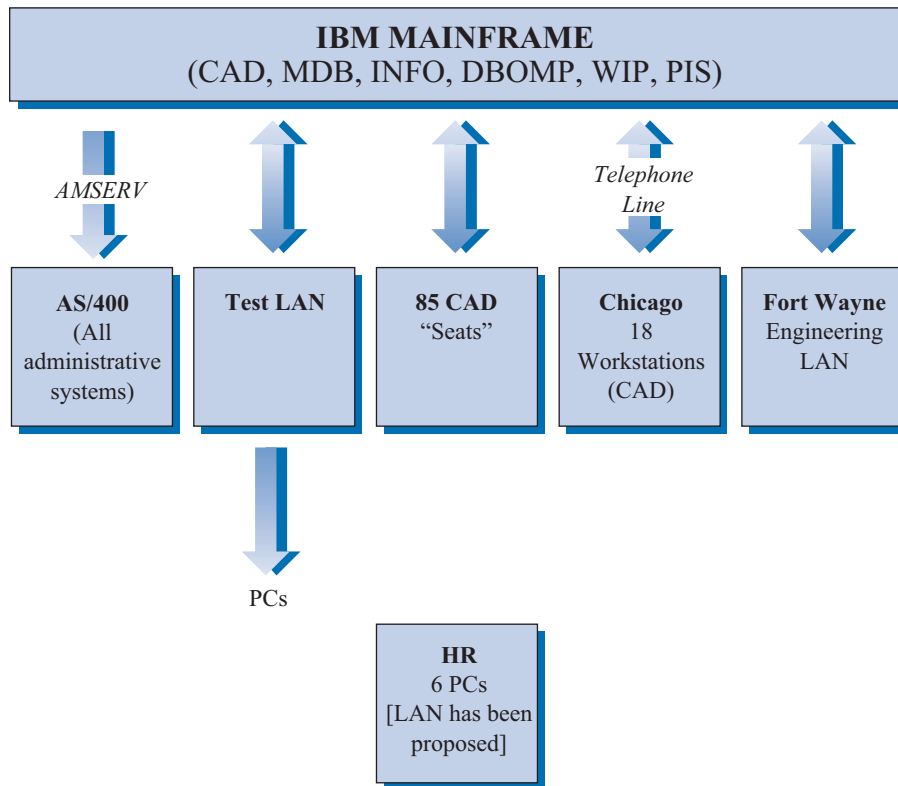 IBM MAINFRAME
(CAD, MDB, INFO, DBOMP, WIP, PIS)
AMSERV
Telephone
Line
AS/400
(All
administrative
systems)
Test LAN
85 CAD
“Seats”
Chicago
18
Workstations
(CAD)
Fort Wayne
Engineering
LAN
PCs
HR
6 PCs
[LAN has been
proposed]